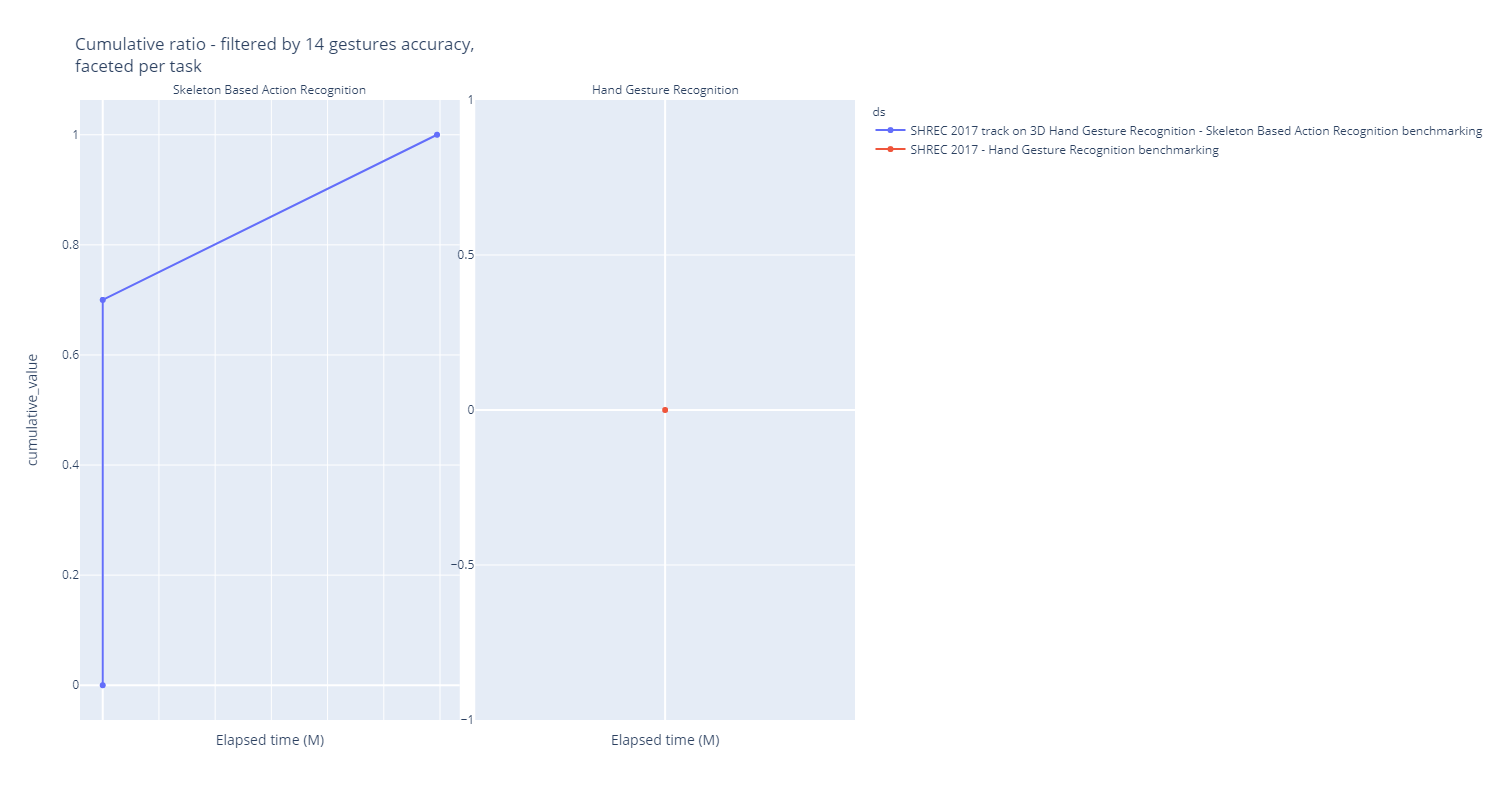 Cumulative ratio - filtered by 14 gestures accuracy,
faceted per task
Skeleton Based Action Recognition
Hand Gesture Recognition
cumulative_value
1
0.8
0.6
0.4
0.2
0
1
0.5
0
−0.5
−1
Elapsed time (M)
Elapsed time (M)
ds
SHREC 2017 track on 3D Hand Gesture Recognition - Skeleton Based Action Recognition benchmarking
SHREC 2017 - Hand Gesture Recognition benchmarking